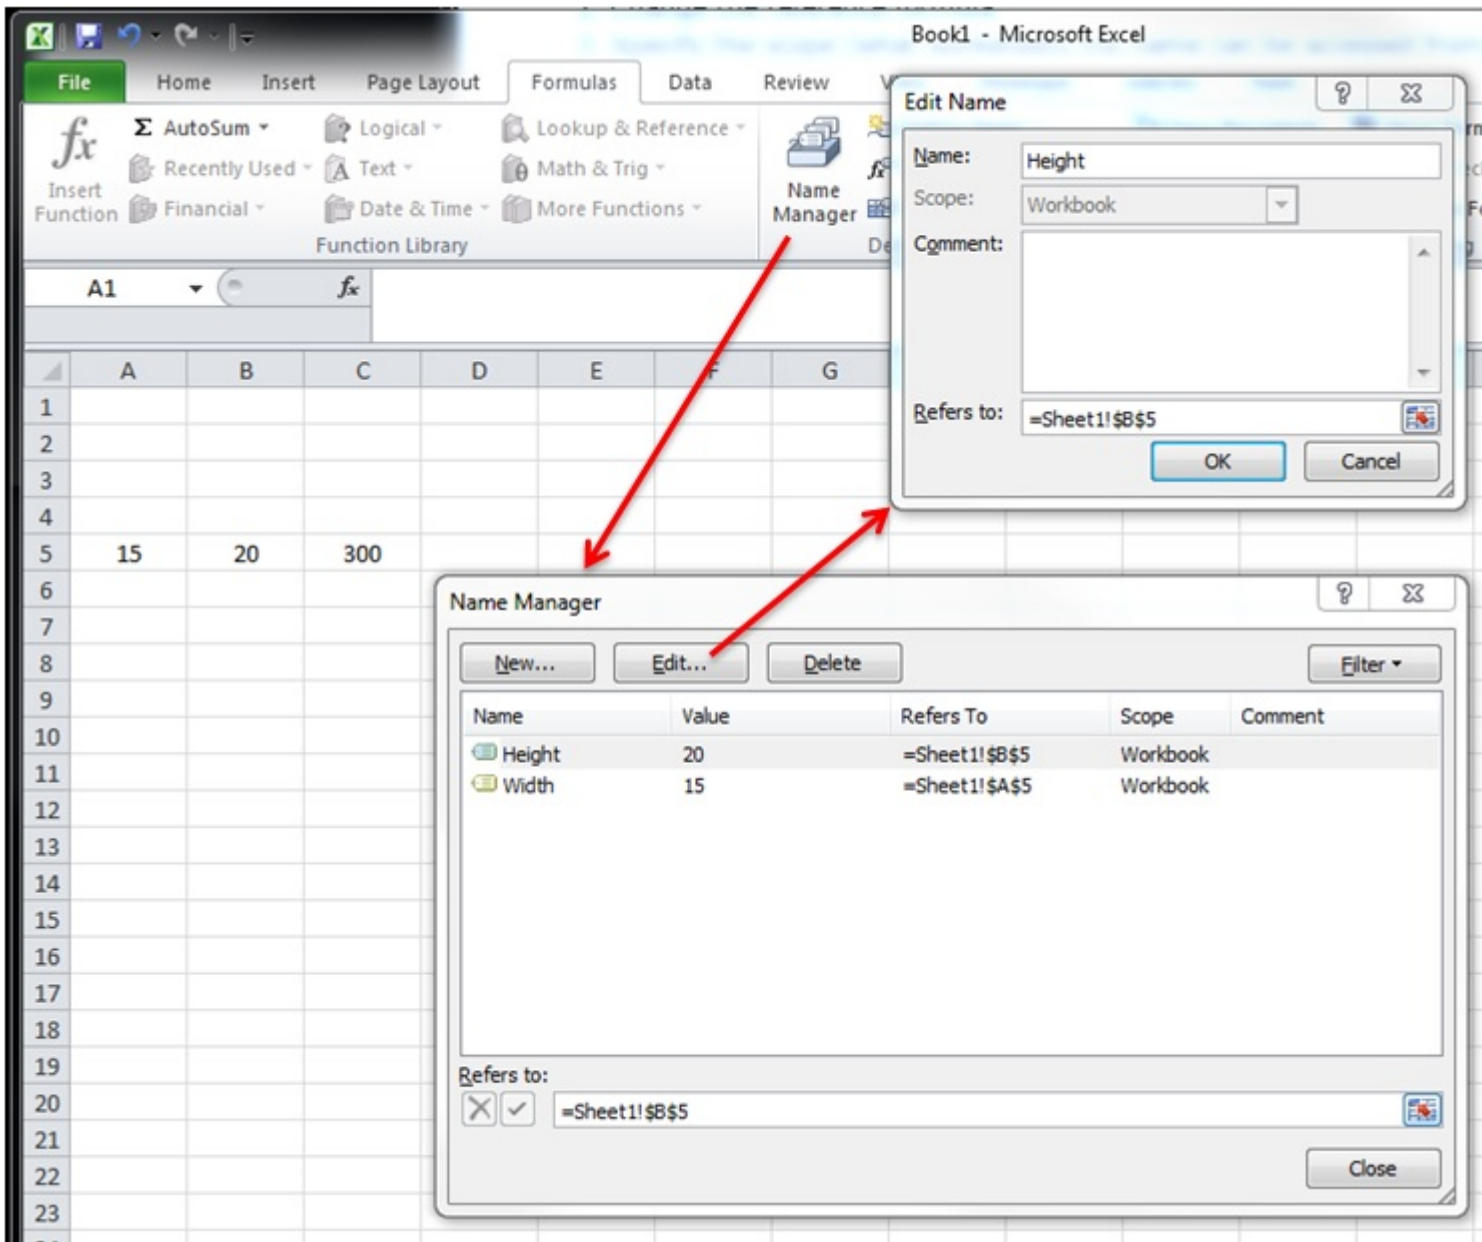 Book1 - Microsoft Excel
File Home Insert Page Layout Formulas Data Review
Edit Name
Σ AutoSum Logical Lookup & Reference
Recently Used Text Math & Trig
Financial Date & Time More Functions
fx
Insert Function
Name Manager
Function Library
Name: Height
Scope: Workbook
Comment:
Refers to: =Sheet1!$B$5
OK Cancel
A1 fx
A B C D E F G
1
2
3
4
5 15 20 300
6
7
8
9
10
11
12
13
14
15
16
17
18
19
20
21
22
23
Name Manager
New... Edit... Delete Filter
Name Value Refers To Scope Comment
Height 20 =Sheet1!$B$5 Workbook
Width 15 =Sheet1!$A$5 Workbook
Refers to:
=Sheet1!$B$5
Close